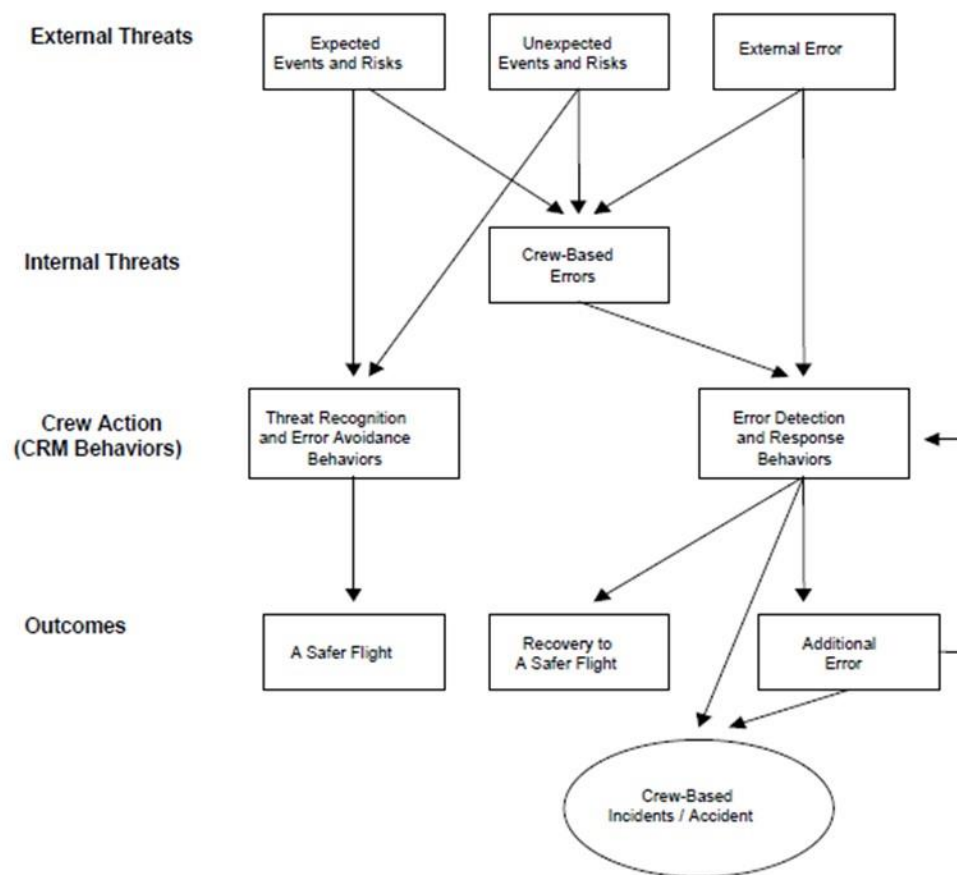 External Threats
Expected
Events and Risks
Unexpected
Events and Risks
External Error
Internal Threats
Crew-Based
Errors
Crew Action
(CRM Behaviors)
Threat Recognition
and Error Avoidance
Behaviors
Error Detection
and Response
Behaviors
Outcomes
A Safer Flight
Recovery to
A Safer Flight
Additional
Error
Crew-Based
Incidents / Accident